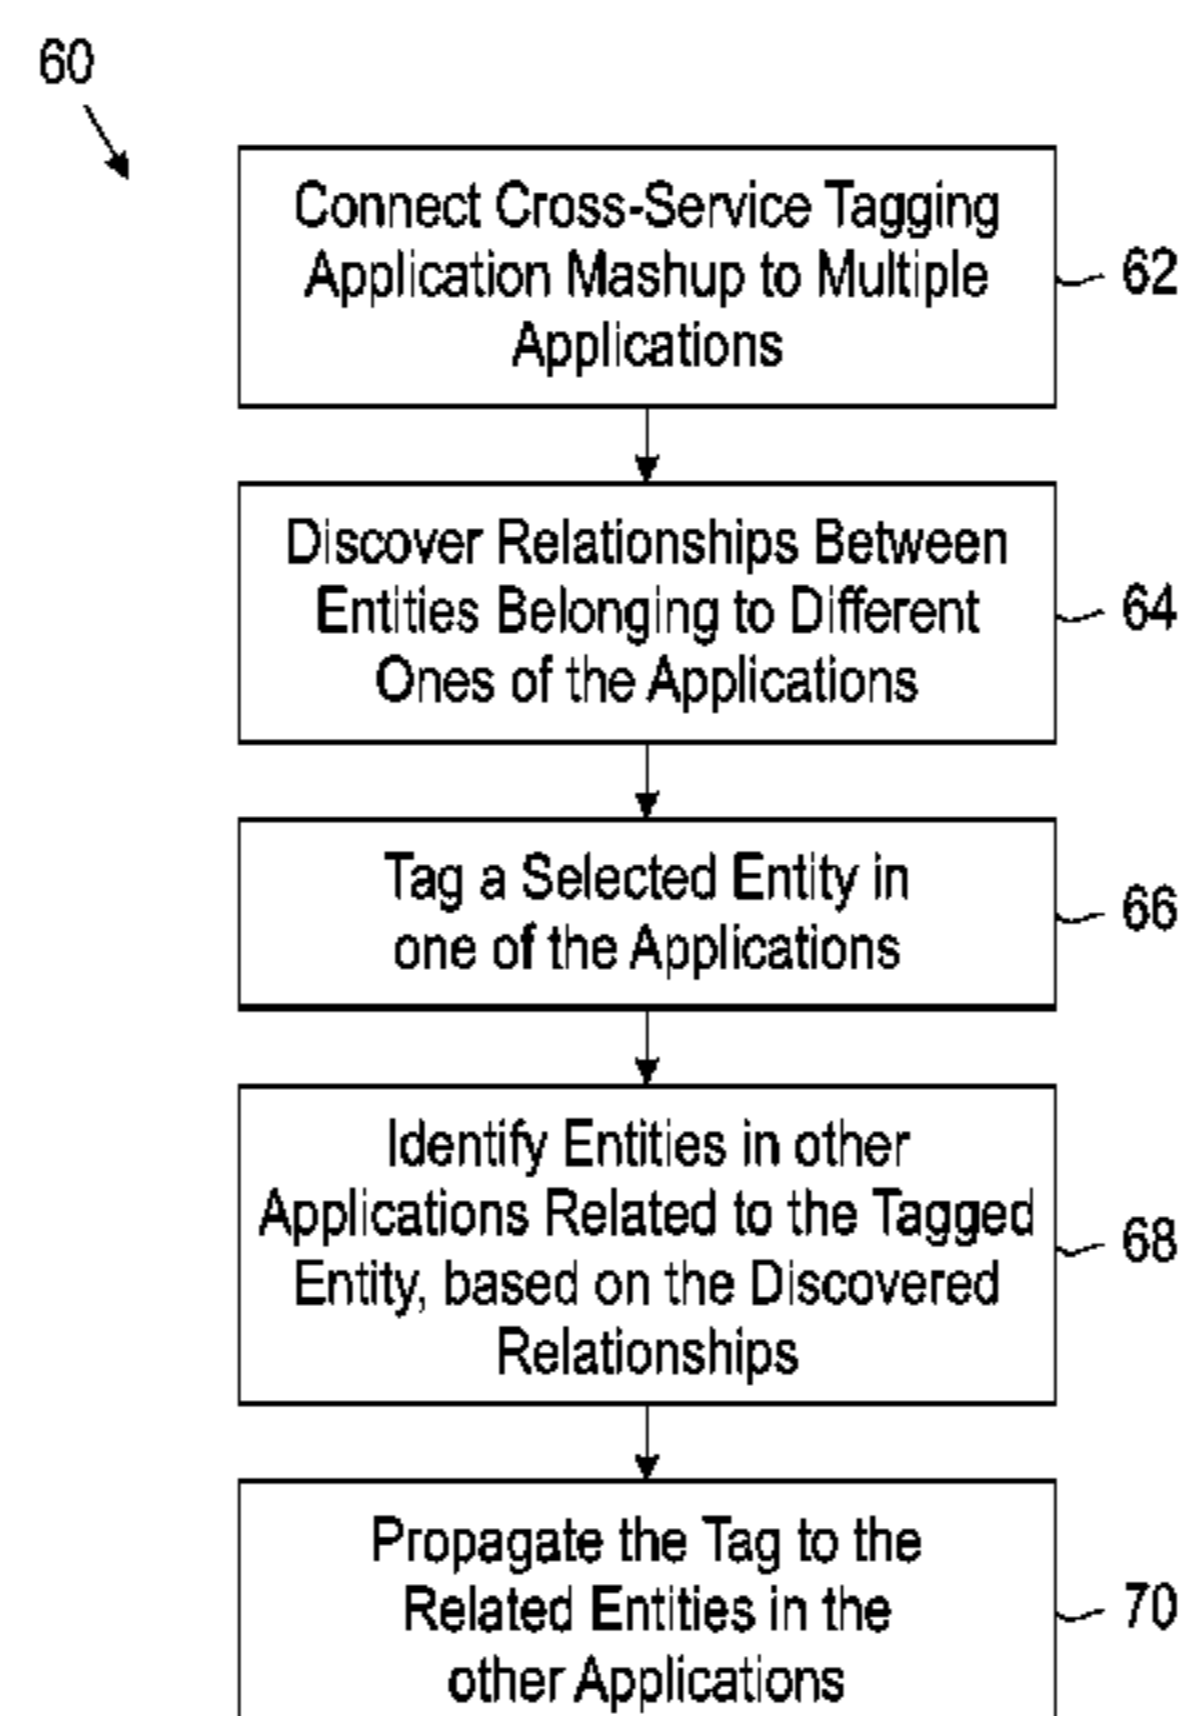 60
Connect Cross-Service Tagging
Application Mashup to Multiple
Applications
62
Discover Relationships Between
Entities Belonging to Different
Ones of the Applications
64
Tag a Selected Entity in
one of the Applications
66
Identify Entities in other
Applications Related to the Tagged
Entity, based on the Discovered
Relationships
68
Propagate the Tag to the
Related Entities in the
other Applications
70